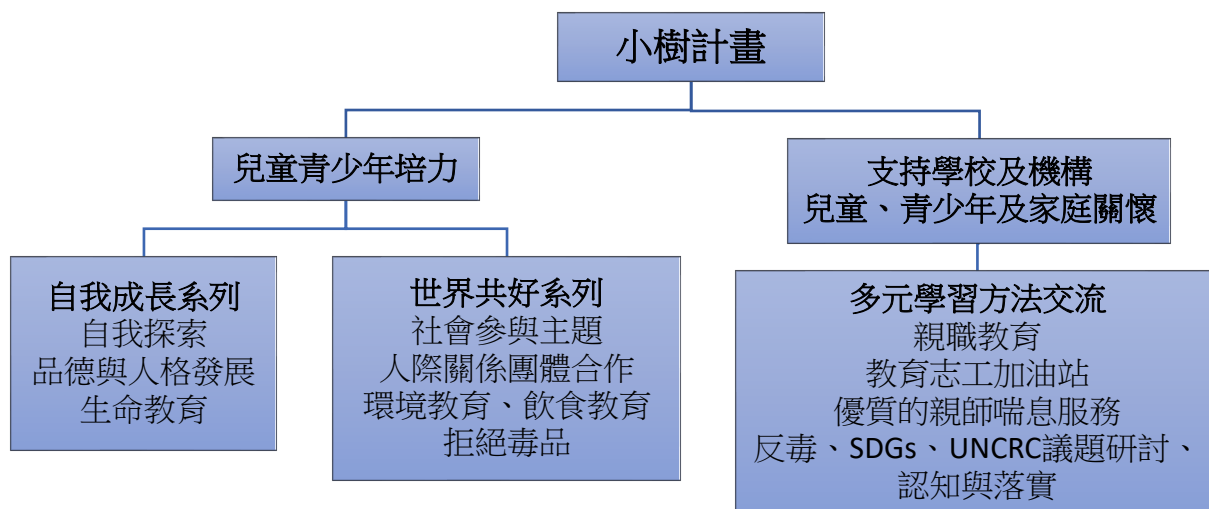 小樹計畫
兒童青少年培力
支持學校及機構
兒童、青少年及家庭關懷
自我成長系列
自我探索
品德與人格發展
生命教育
世界共好系列
社會參與主題
人際關係團體合作
環境教育、飲食教育
拒絕毒品
多元學習方法交流
親職教育
教育志工加油站
優質的親師喘息服務
反毒、SDGs、UNCRC議題研討、
認知與落實